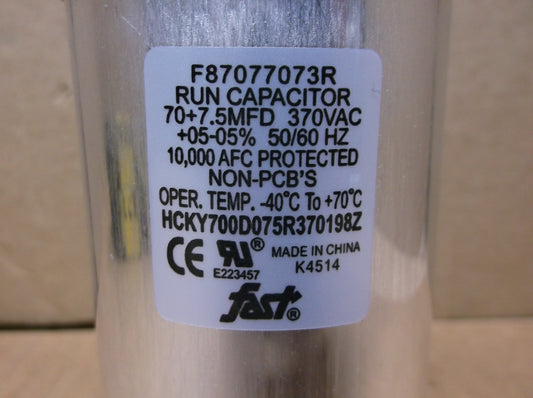 F87077073R
RUN CAPACITOR
70+7.5MFD 370VAC
+05-05% 50/60 HZ
10,000 AFC PROTECTED
NON-PCB'S
OPER. TEMP. -40°C To +70°C
HCKY700D075R370198Z
CE RU® MADE IN CHINA
E223457 K4514
fast®